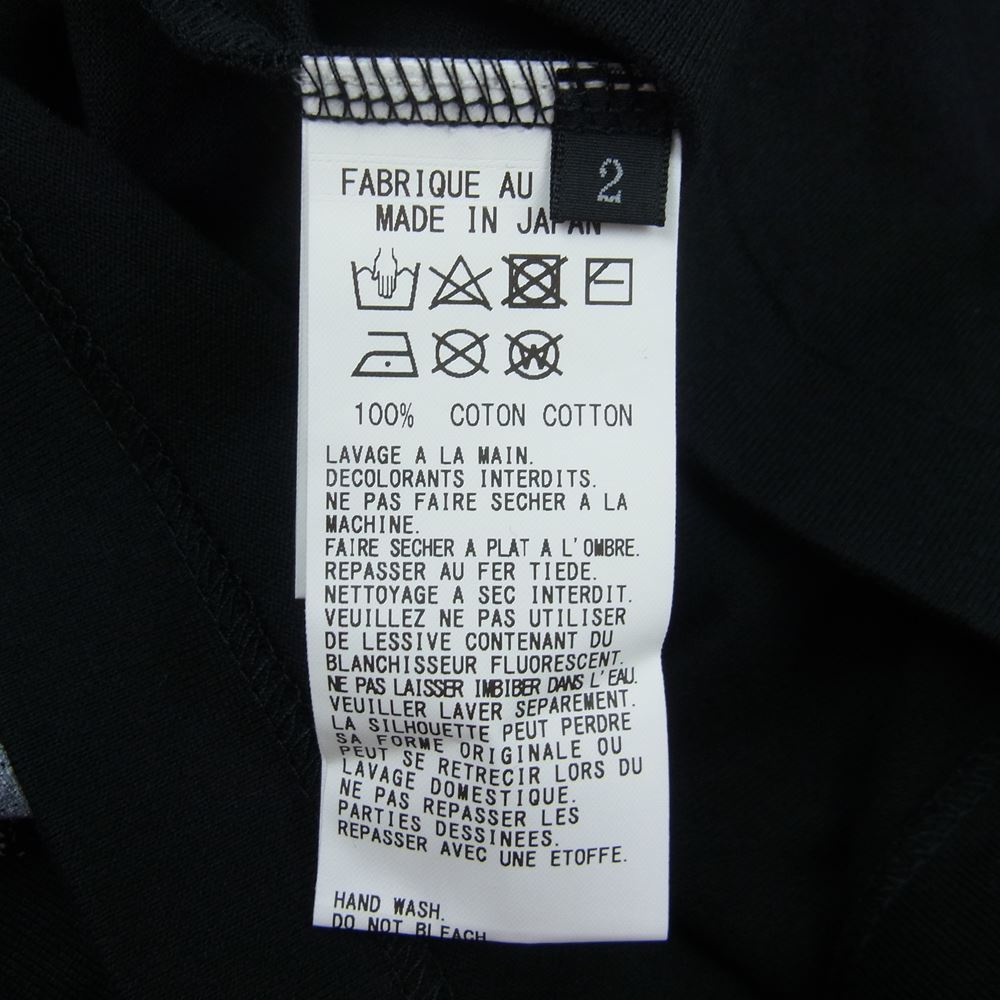 2
FABRIQUE AU
MADE IN JAPAN
W
100% COTON COTTON
LAVAGE A LA MAIN.
DECOLORANTS INTERDITS.
NE PAS FAIRE SECHER A LA
MACHINE.
FAIRE SECHER A PLAT A L'OMBRE.
REPASSER AU FER TIEDE.
NETTOYAGE A SEC INTERDIT.
VEUILLEZ NE PAS UTILISER
DE LESSIVE CONTENANT DU
BLANCHISSEUR FLUORESCENT.
NE PAS LAISSER IMBIBER DANS L'EAU.
VEUILLER LAVER SEPAREMENT.
LA SILHOUETTE PEUT PERDRE
SA FORME ORIGINALE OU
PEUT SE RETRECIR LORS DU
LAVAGE DOMESTIQUE.
NE PAS REPASSER LES
PARTIES DESSINEES.
REPASSER AVEC UNE ETOFFE.
HAND WASH.
DO NOT BLEACH